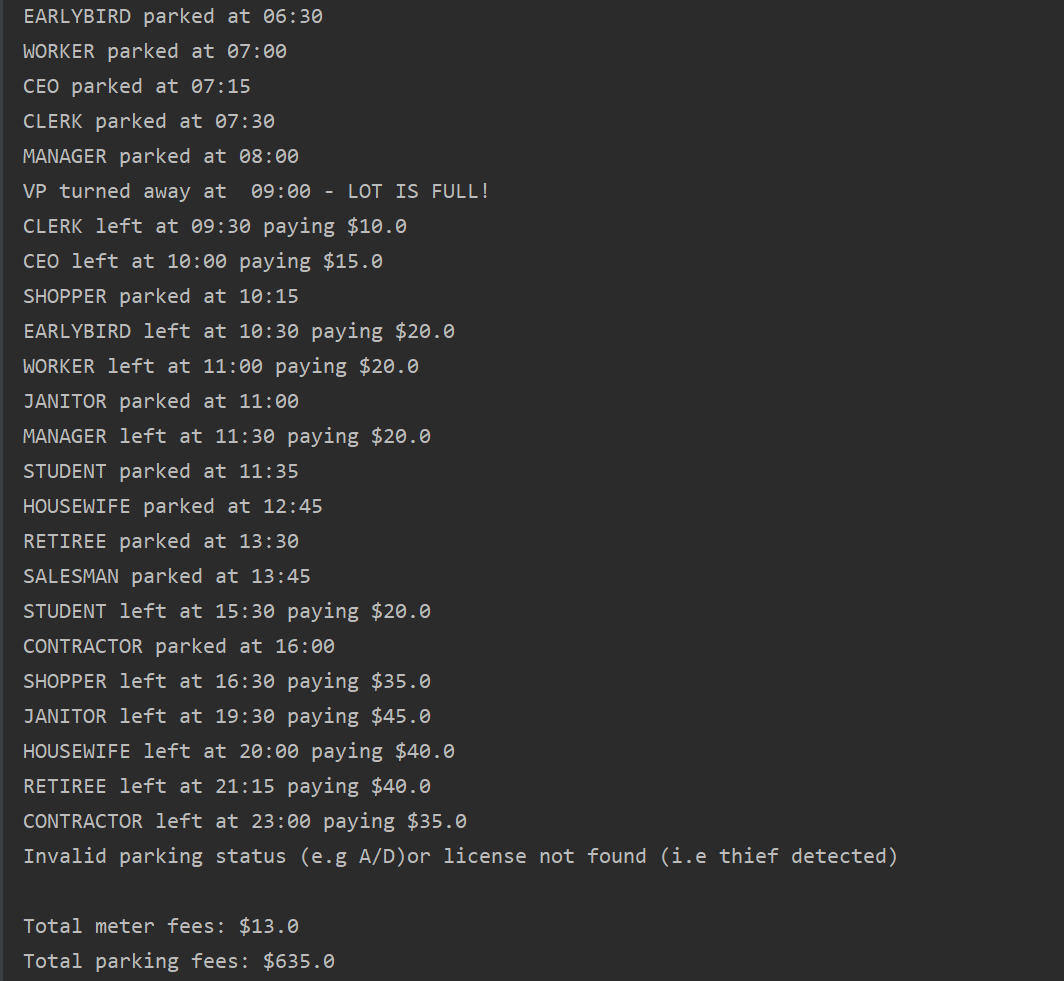 EARLYBIRD parked at 06:30
WORKER parked at 07:00
CEO parked at 07:15
CLERK parked at 07:30
MANAGER parked at 08:00
VP turned away at  09:00 - LOT IS FULL!
CLERK left at 09:30 paying $10.0
CEO left at 10:00 paying $15.0
SHOPPER parked at 10:15
EARLYBIRD left at 10:30 paying $20.0
WORKER left at 11:00 paying $20.0
JANITOR parked at 11:00
MANAGER left at 11:30 paying $20.0
STUDENT parked at 11:35
HOUSEWIFE parked at 12:45
RETIREE parked at 13:30
SALESMAN parked at 13:45
STUDENT left at 15:30 paying $20.0
CONTRACTOR parked at 16:00
SHOPPER left at 16:30 paying $35.0
JANITOR left at 19:30 paying $45.0
HOUSEWIFE left at 20:00 paying $40.0
RETIREE left at 21:15 paying $40.0
CONTRACTOR left at 23:00 paying $35.0
Invalid parking status (e.g A/D)or license not found (i.e thief detected)
Total meter fees: $13.0
Total parking fees: $635.0